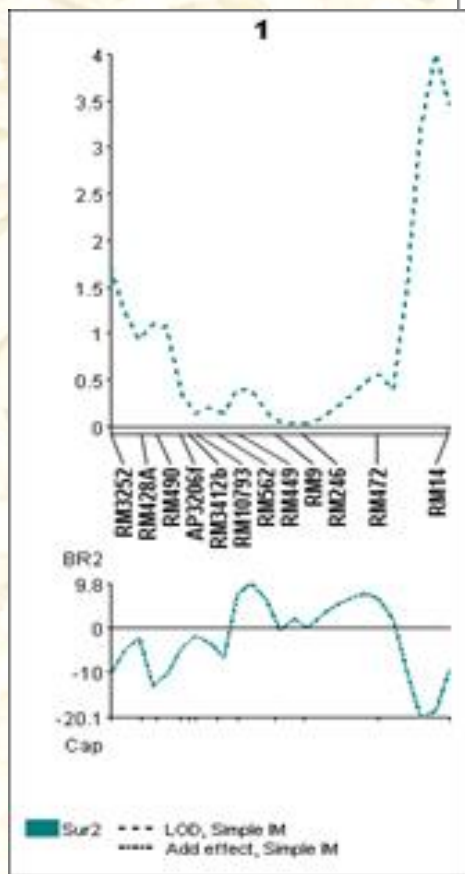 1
4
3.5
3
2.5
2
1.5
1
0.5
0
RM3252
RM428A
RM490
AP3206f
RM3412b
RM10793
RM562
RM449
RM9
RM246
RM472
RM14
BR2
9.8
0
-10
-20.1
Cap
Sur2 LOD, Simple IM
Add effect, Simple IM